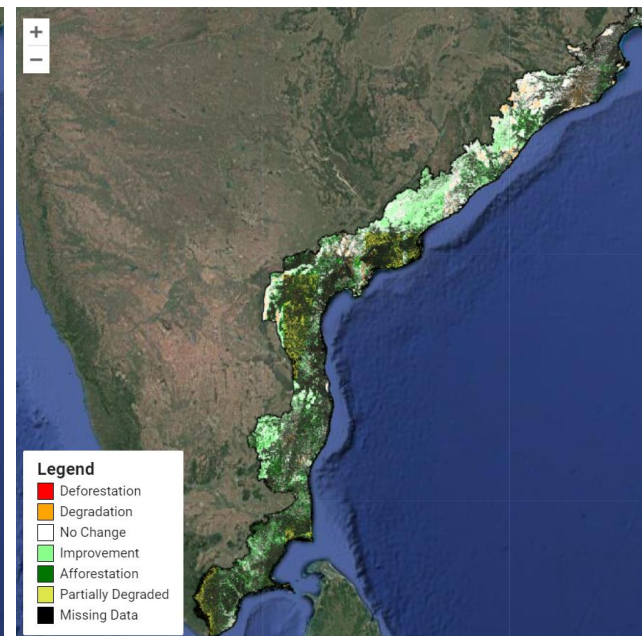 +
−
Legend
Deforestation
Degradation
No Change
Improvement
Afforestation
Partially Degraded
Missing Data